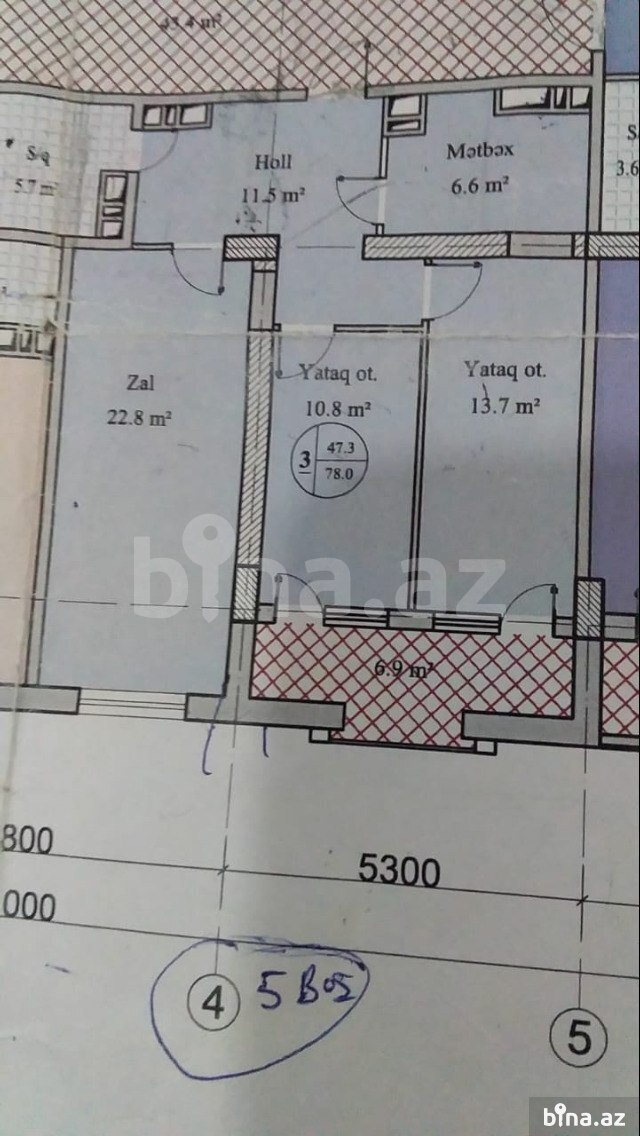 43.4 m²
S/q
5.7 m²
Holl
11.5 m²
Mətbəx
6.6 m²
S
3.6
Zal
22.8 m²
Yataq ot.
10.8 m²
Yataq ot.
13.7 m²
3
47.3
78.0
bina.az
6.9 m²
800
5300
000
4
5
5
bina.az